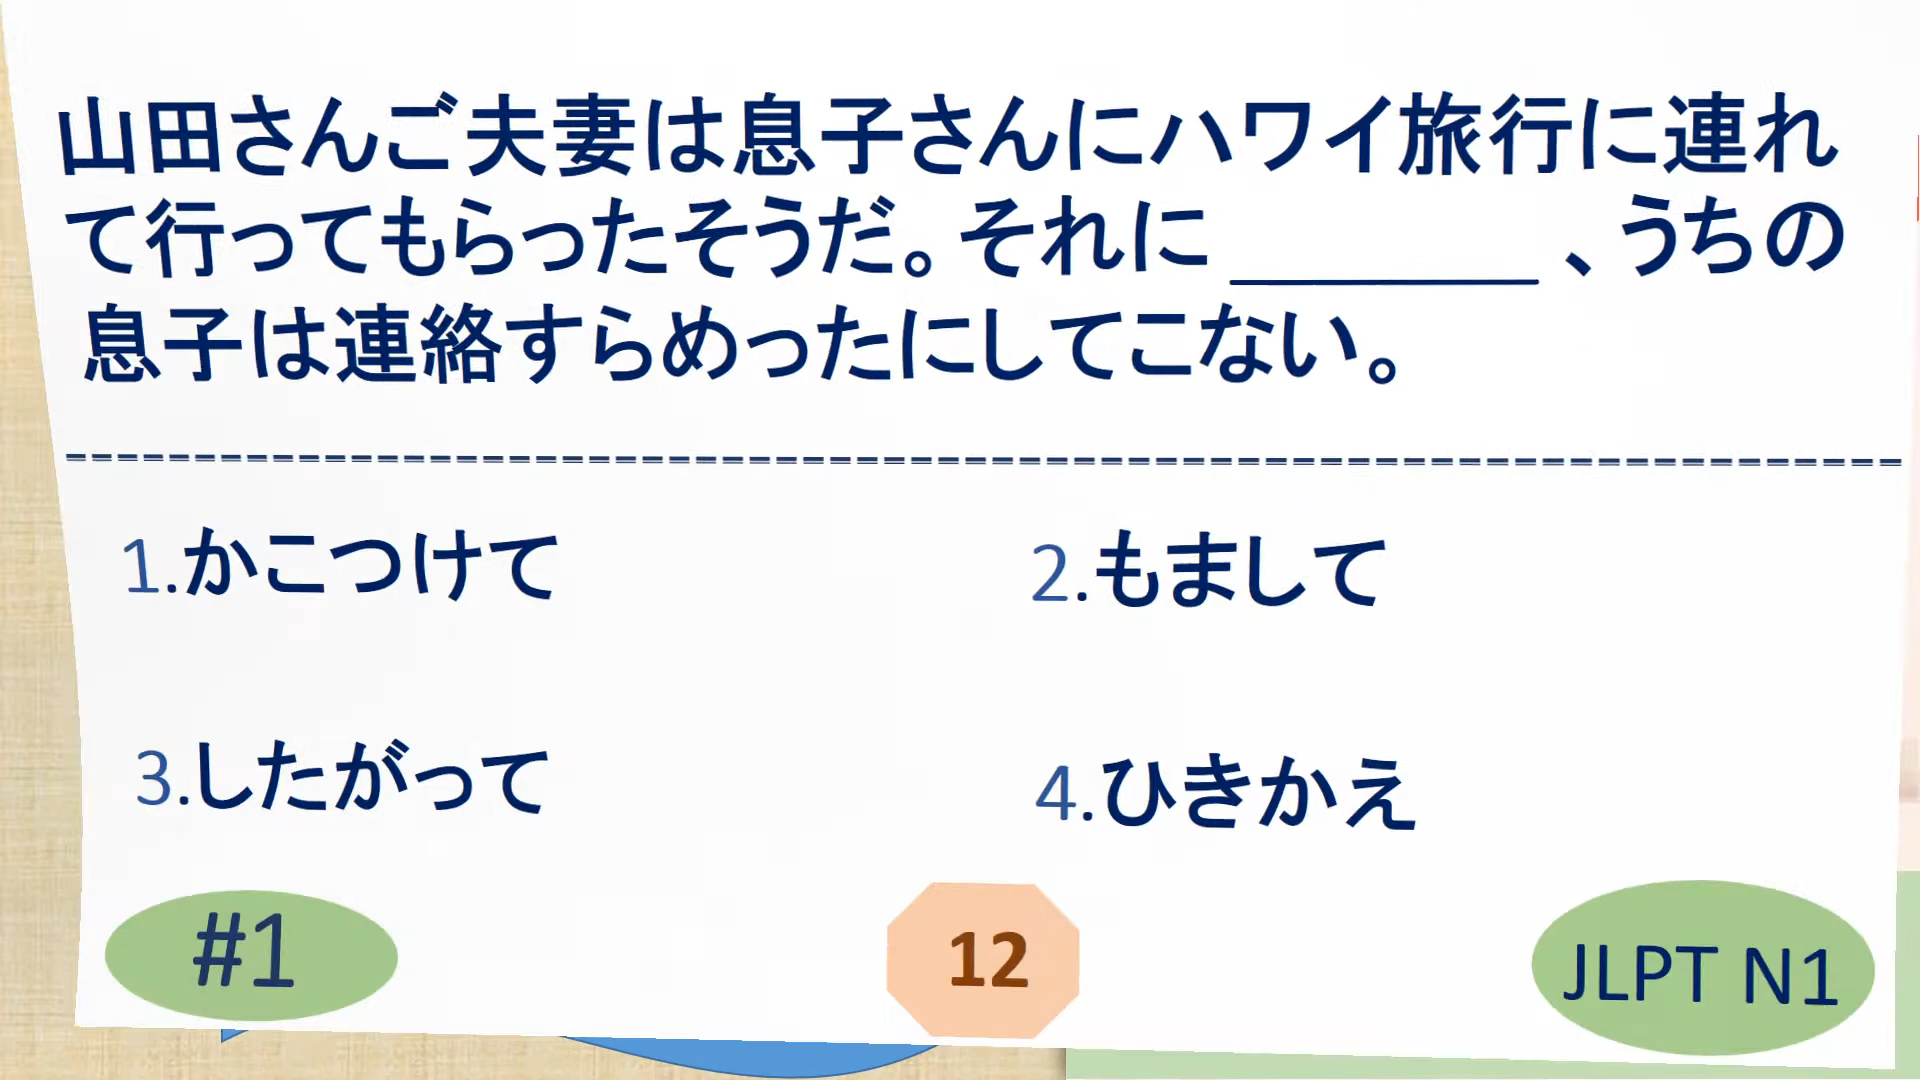 山田さんご夫妻は息子さんにハワイ旅行に連れ
て行ってもらったそうだ。それに ________ 、うちの
息子は連絡すらめったにしてこない。
1.かこつけて
2.もまして
3.したがって
4.ひきかえ
#1
12
JLPT N1